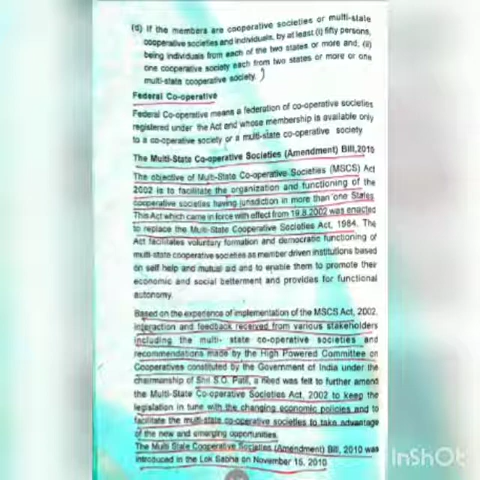 (d) If the members are cooperative societies or multi-state
cooperative societies and individuals, by at least (i) fifty persons,
being individuals from each of the two states or more and, (ii)
one cooperative society each from two states or more or one
multi-state cooperative society.
Federal Co-operative
Federal Co-operative means a federation of co-operative societies
registered under the Act and whose membership is available only
to a co-operative society or a multi-state co-operative society
The Multi-State Co-operative Societies (Amendment) Bill,2010
The objective of Multi-State Co-operative Societies (MSCS) Act
2002 is to facilitate the organization and functioning of the
Cooperative societies having jurisdiction in more than one States
This Act which came in force with effect from 19.8.2002 was enacted
to replace the Multi-State Cooperative Societies Act, 1984. The
Act facilitates voluntary formation and democratic functioning of
multi-state cooperative societies as member driven institutions based
on self help and mutual aid and to enable them to promote their
economic and social betterment and provides for functional
autonomy.
Based on the experience of implementation of the MSCS Act, 2002,
interaction and feedback received from various stakeholders
including the multi- state co-operative societies and
recommendations made by the High Powered Committee on
Cooperatives constituted by the Government of India under the
chairmanship of Shri S.G. Patil, a need was felt to further amend
the Multi-State Co-operative Societies Act, 2002 to keep the
legislation in tune with the changing economic policies and to
facilitate the multi-state co-operative societies to take advantage
of the new and emerging opportunities.
The Multi State Cooperative Societies (Amendment) Bill, 2010 was
introduced in the Lok Sabha on November 15, 2010
InShOt